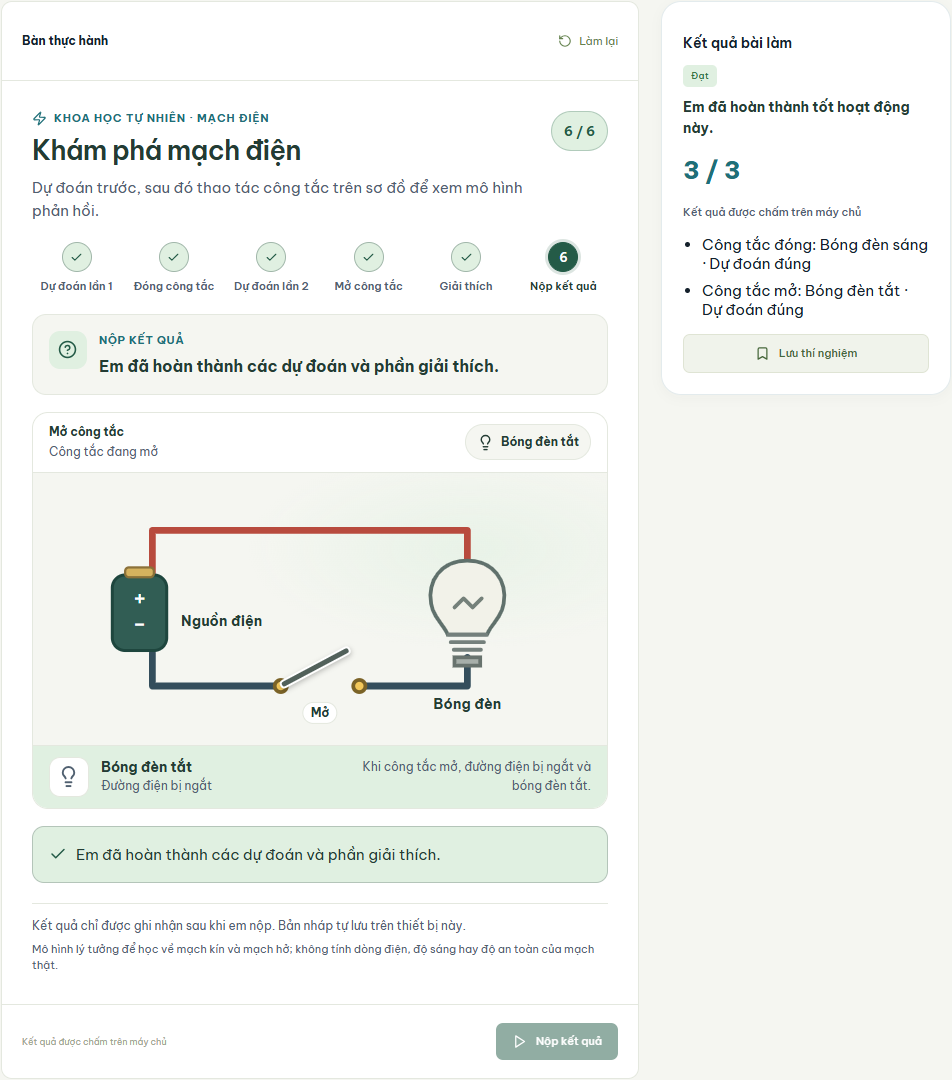 Bàn thực hành
Làm lại
KHOA HỌC TỰ NHIÊN · MẠCH ĐIỆN
6 / 6
Khám phá mạch điện
Dự đoán trước, sau đó thao tác công tắc trên sơ đồ để xem mô hình
phản hồi.
6
Dự đoán lần 1
Đóng công tắc
Dự đoán lần 2
Mở công tắc
Giải thích
Nộp kết quả
NỘP KẾT QUẢ
Em đã hoàn thành các dự đoán và phần giải thích.
Mở công tắc
Công tắc đang mở
Bóng đèn tắt
+
−
Nguồn điện
Mở
Bóng đèn
Bóng đèn tắt
Đường điện bị ngắt
Khi công tắc mở, đường điện bị ngắt và
bóng đèn tắt.
Em đã hoàn thành các dự đoán và phần giải thích.
Kết quả chỉ được ghi nhận sau khi em nộp. Bản nháp tự lưu trên thiết bị này.
Mô hình lý tưởng để học về mạch kín và mạch hở; không tính dòng điện, độ sáng hay độ an toàn của mạch
thật.
Kết quả được chấm trên máy chủ
Nộp kết quả
Kết quả bài làm
Đạt
Em đã hoàn thành tốt hoạt động
này.
3 / 3
Kết quả được chấm trên máy chủ
• Công tắc đóng: Bóng đèn sáng
· Dự đoán đúng
• Công tắc mở: Bóng đèn tắt ·
Dự đoán đúng
Lưu thí nghiệm